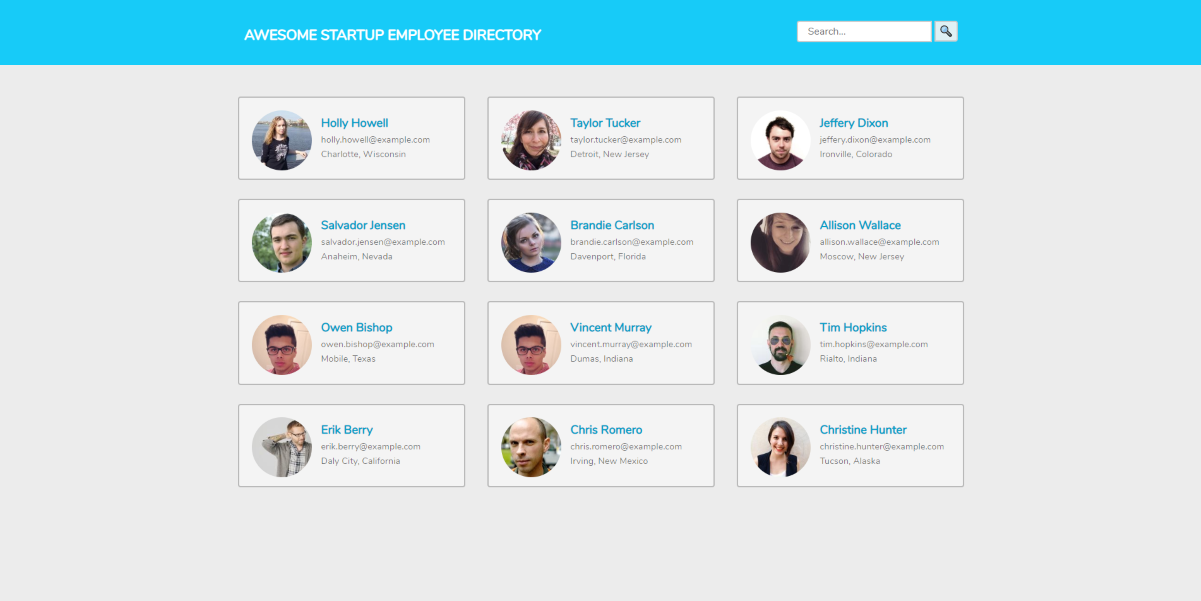 AWESOME STARTUP EMPLOYEE DIRECTORY
Search...
Holly Howell
holly.howell@example.com
Charlotte, Wisconsin
Taylor Tucker
taylor.tucker@example.com
Detroit, New Jersey
Jeffery Dixon
jeffery.dixon@example.com
Ironville, Colorado
Salvador Jensen
salvador.jensen@example.com
Anaheim, Nevada
Brandie Carlson
brandie.carlson@example.com
Davenport, Florida
Allison Wallace
allison.wallace@example.com
Moscow, New Jersey
Owen Bishop
owen.bishop@example.com
Mobile, Texas
Vincent Murray
vincent.murray@example.com
Dumas, Indiana
Tim Hopkins
tim.hopkins@example.com
Rialto, Indiana
Erik Berry
erik.berry@example.com
Daly City, California
Chris Romero
chris.romero@example.com
Irving, New Mexico
Christine Hunter
christine.hunter@example.com
Tucson, Alaska